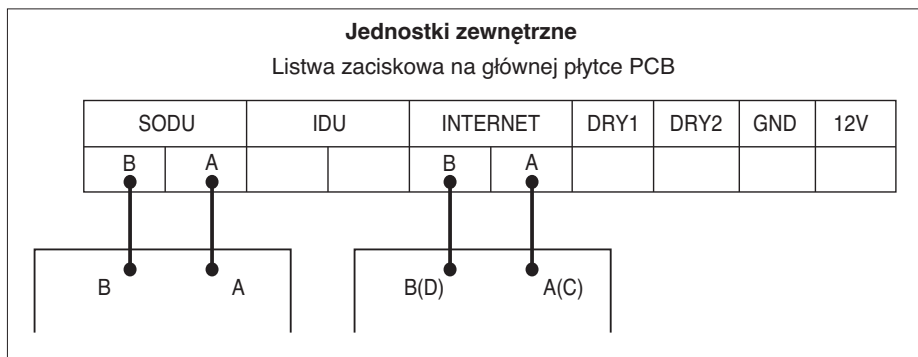 Jednostki zewnętrzne
Listwa zaciskowa na głównej płytce PCB
SODU IDU INTERNET DRY1 DRY2 GND 12V
B A B A
B A B(D) A(C)